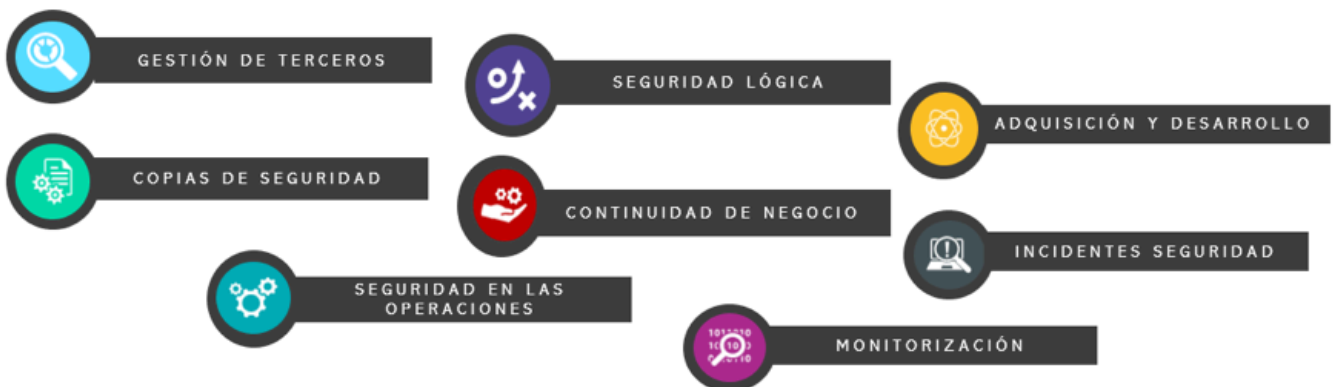 GESTIÓN DE TERCEROS
SEGURIDAD LÓGICA
ADQUISICIÓN Y DESARROLLO
COPIAS DE SEGURIDAD
CONTINUIDAD DE NEGOCIO
INCIDENTES SEGURIDAD
SEGURIDAD EN LAS
OPERACIONES
MONITORIZACIÓN